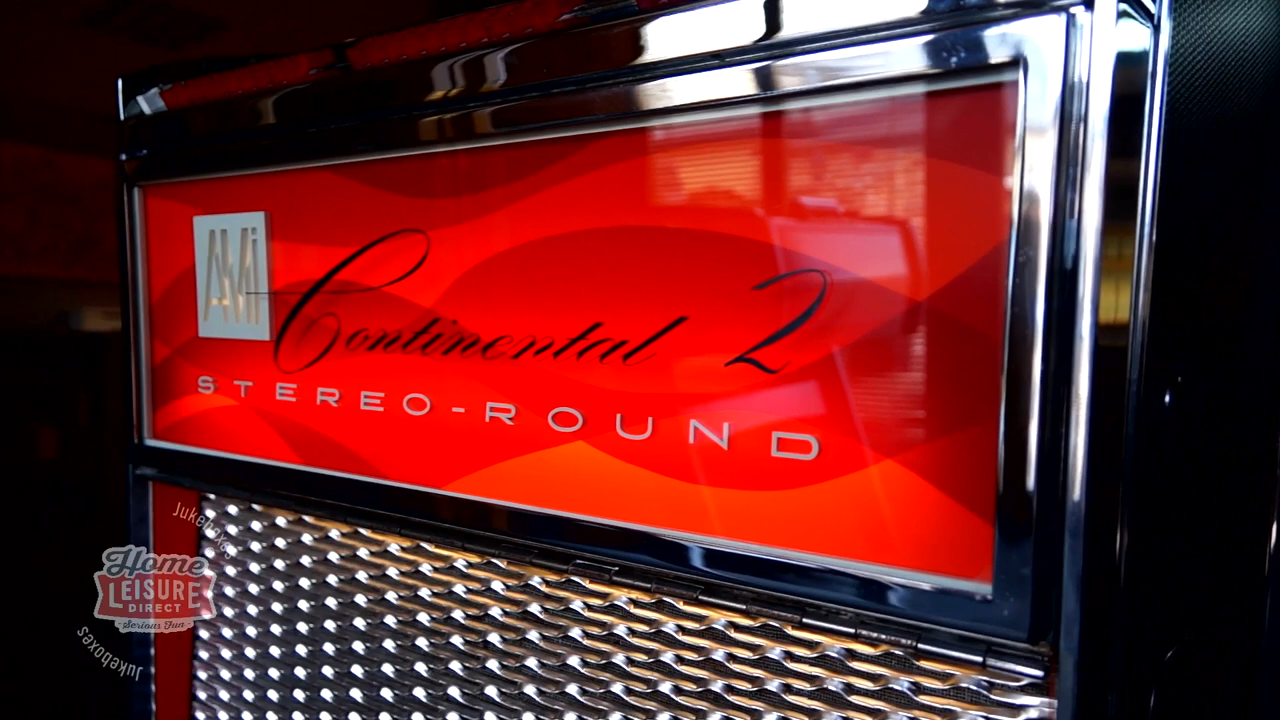 AMi
Continental 2
STEREO-ROUND
Jukeboxes
Home
LEISURE
DIRECT
- Serious Fun -
Jukeboxes